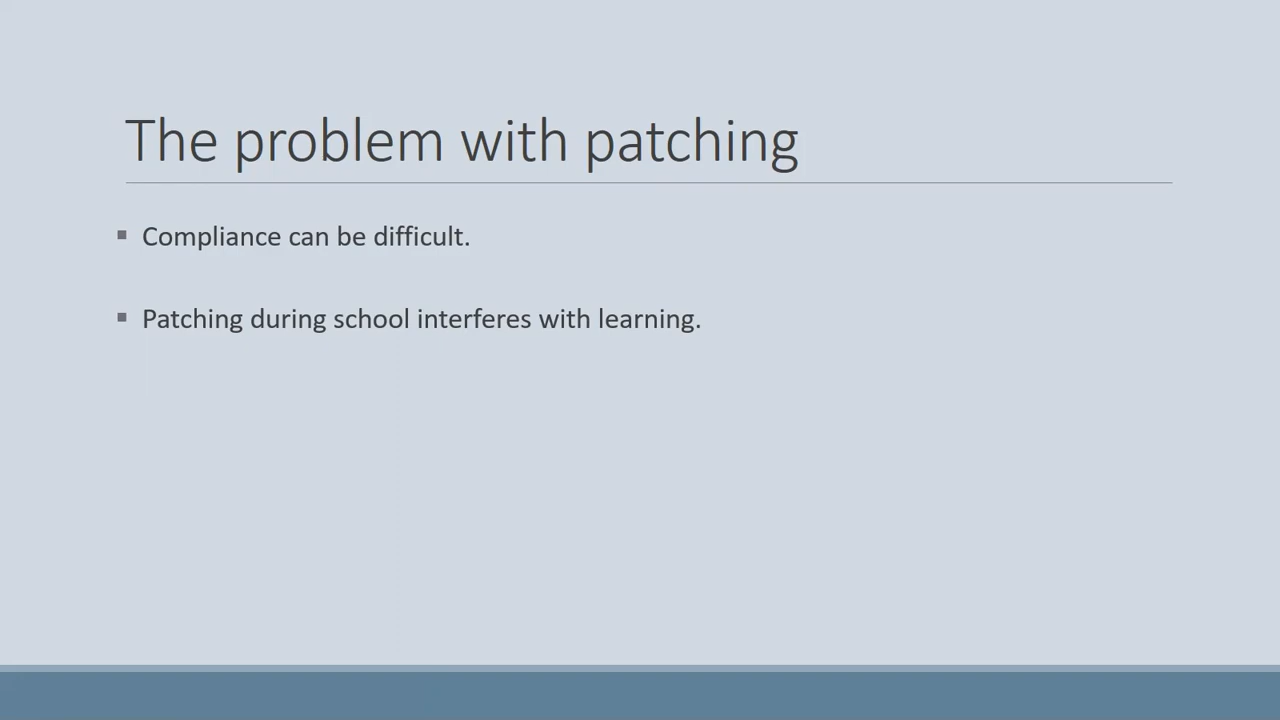 The problem with patching
▪ Compliance can be difficult.
▪ Patching during school interferes with learning.